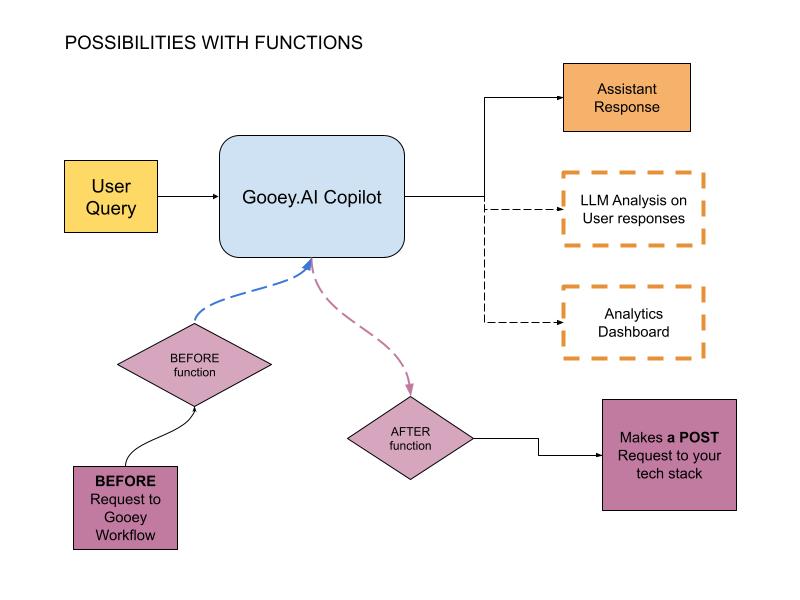 POSSIBILITIES WITH FUNCTIONS
User
Query
Gooey.AI Copilot
Assistant
Response
LLM Analysis on
User responses
Analytics
Dashboard
BEFORE
function
AFTER
function
BEFORE
Request to
Gooey
Workflow
Makes a POST
Request to your
tech stack